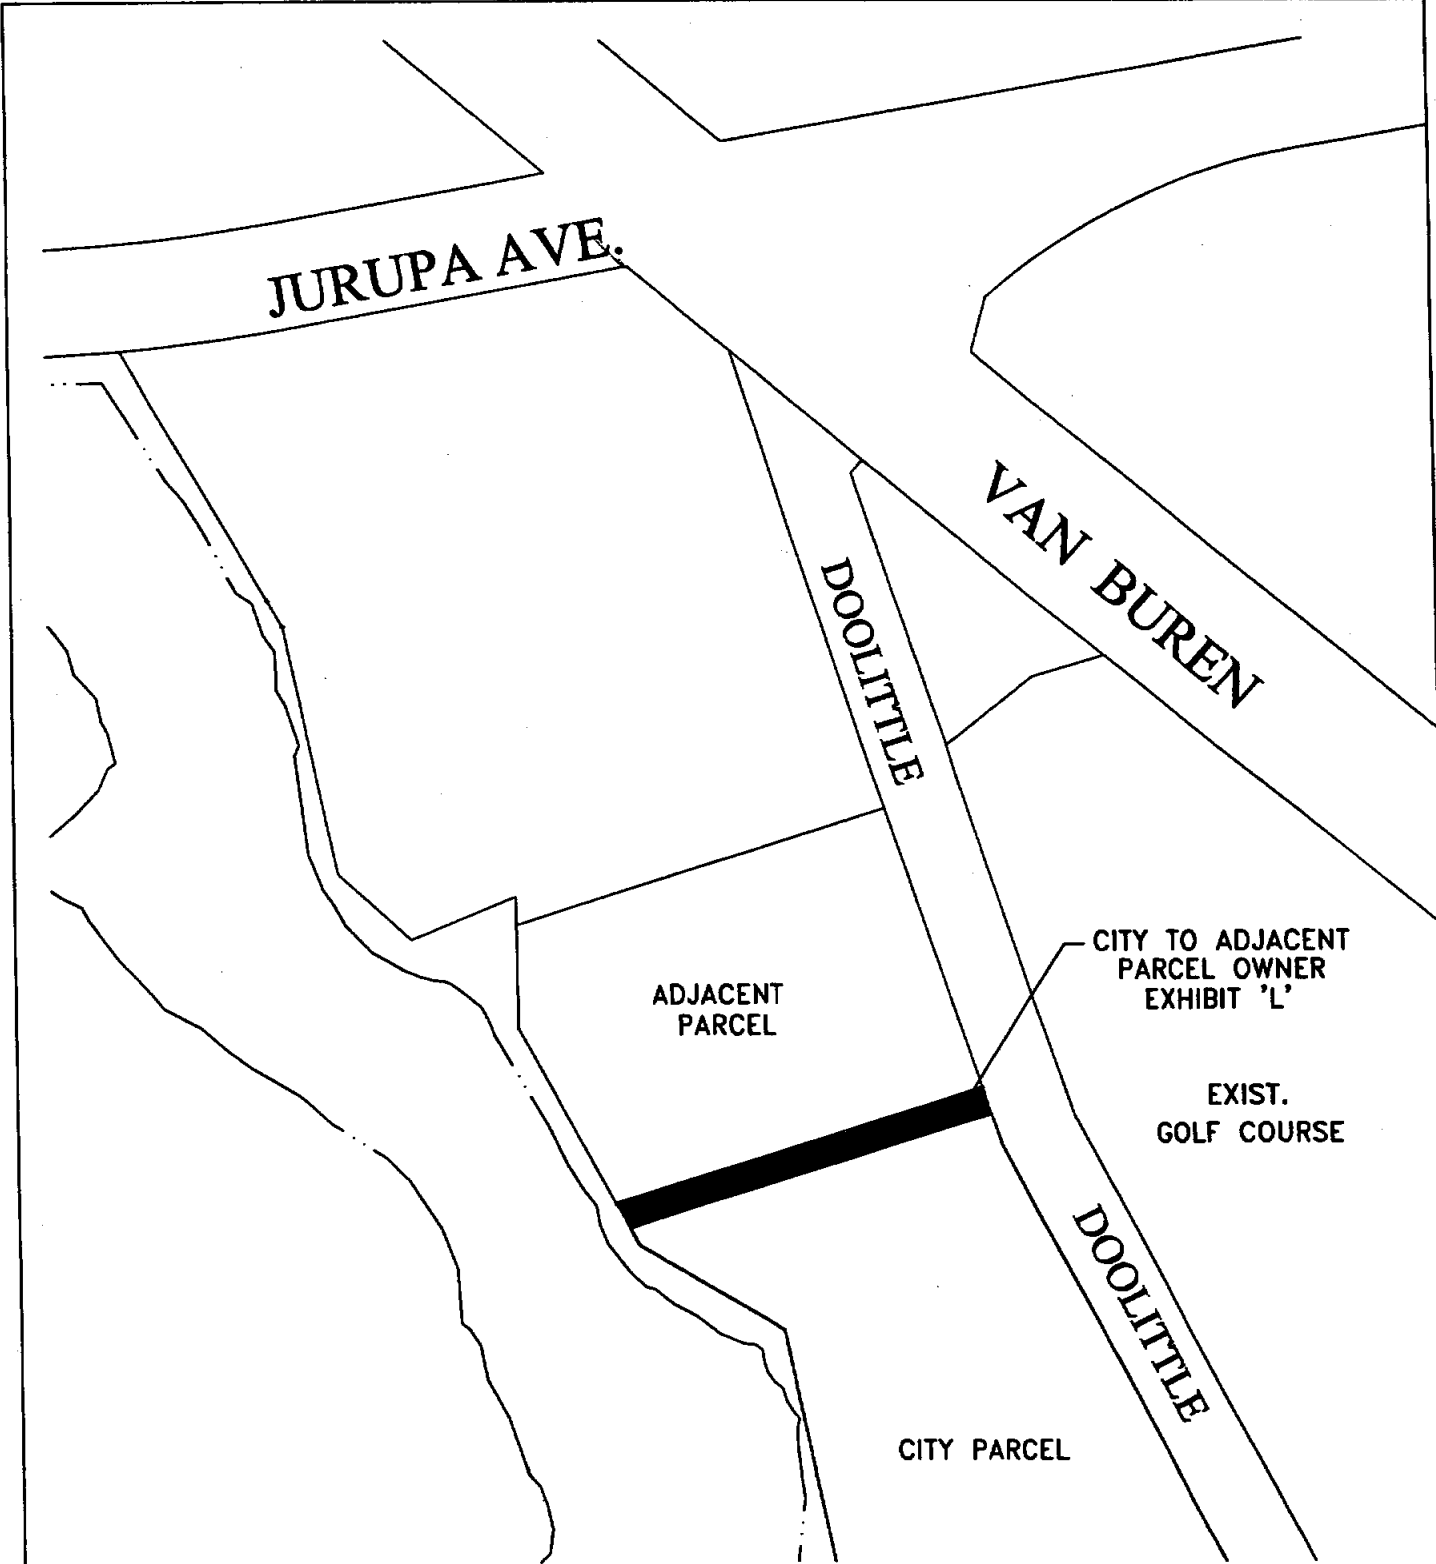 JURUPA AVE.
VAN BUREN
DOOLITTLE
CITY TO ADJACENT
PARCEL OWNER
EXHIBIT 'L'
ADJACENT
PARCEL
EXIST.
GOLF COURSE
DOOLITTLE
CITY PARCEL